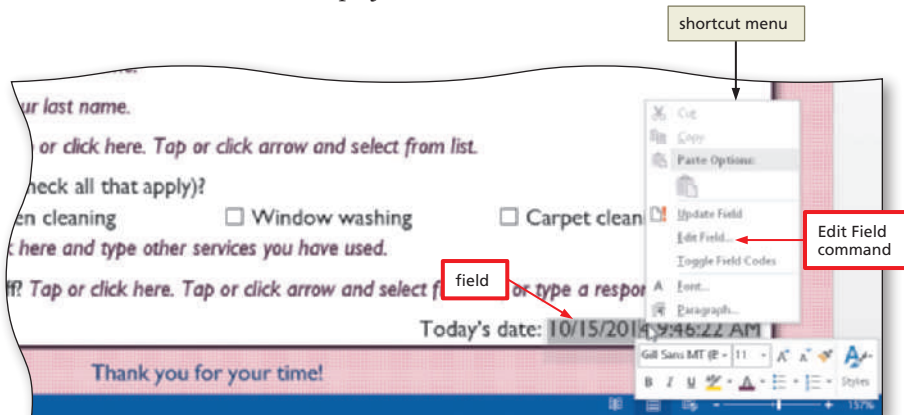 shortcut menu
ur last name.
or click here. Tap or click arrow and select from list.
heck all that apply)?
en cleaning ☐ Window washing ☐ Carpet clean
here and type other services you have used.
Tap or click here. Tap or click arrow and select f or type a respor
Today's date: 10/15/2014 9:46:22 AM
Thank you for your time!
Cut
Copy
Paste Options:
Update Field
Edit Field...
Toggle Field Codes
Font...
Paragraph...
Edit Field
command
field
Gill Sans MT (E 11
B I U Styles
157%